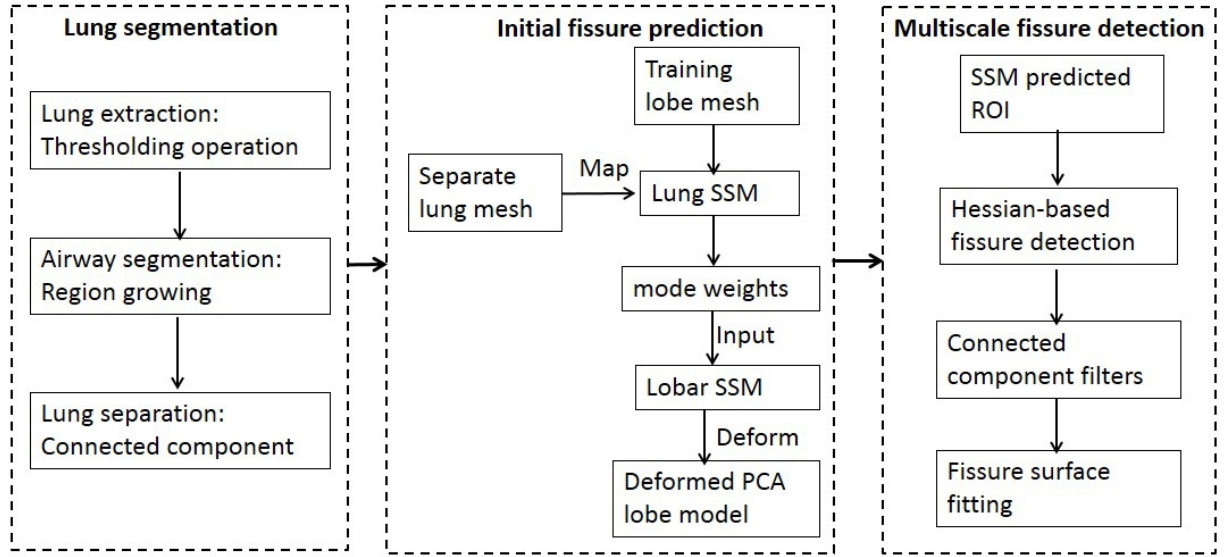 Lung segmentation
Lung extraction:
Thresholding operation
Airway segmentation:
Region growing
Lung separation:
Connected component
Initial fissure prediction
Training
lobe mesh
Separate
lung mesh
Map
Lung SSM
mode weights
Input
Lobar SSM
Deform
Deformed PCA
lobe model
Multiscale fissure detection
SSM predicted
ROI
Hessian-based
fissure detection
Connected
component filters
Fissure surface
fitting